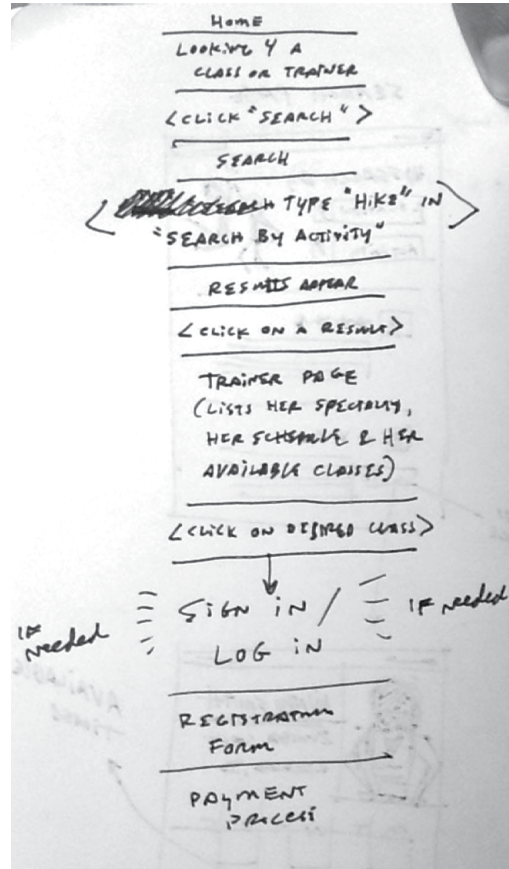 HOME
LOOKING 4 A
CLASS OR TRAINER
<CLICK "SEARCH">
SEARCH
< TYPE "HIKE" IN >
"SEARCH BY ACTIVITY"
RESULTS APPEAR
<CLICK ON A RESULT>
TRAINER PAGE
(LISTS HER SPECIALTY,
HER SCHEDULE & HER
AVAILABLE CLASSES)
<CLICK ON DESIRED CLASS>
SIGN IN /
LOG IN
IF needed
IF needed
REGISTRATION
FORM
PAYMENT
PROCESS
AVAILABLE